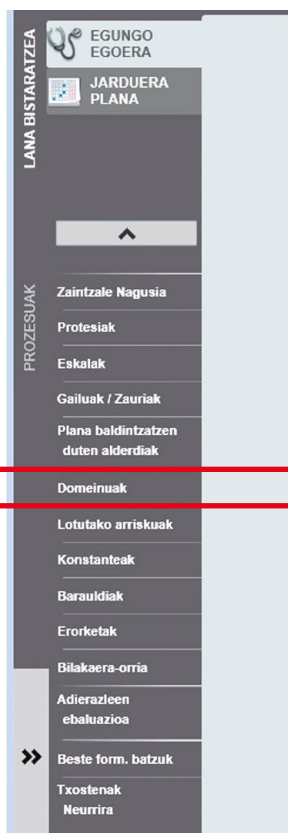 LANA BISTARATZEA
EGUNGO
EGOERA
JARDUERA
PLANA
PROZESUAK
Zaintzale Nagusia
Protesiak
Eskalak
Gailuak / Zauriak
Plana baldintzatzen
duten alderdiak
Domeinuak
Lotutako arriskuak
Konstanteak
Barauldiak
Erorketak
Bilakaera-orria
Adierazleen
ebaluazioa
Beste form. batzuk
Txostenak
Neurrira